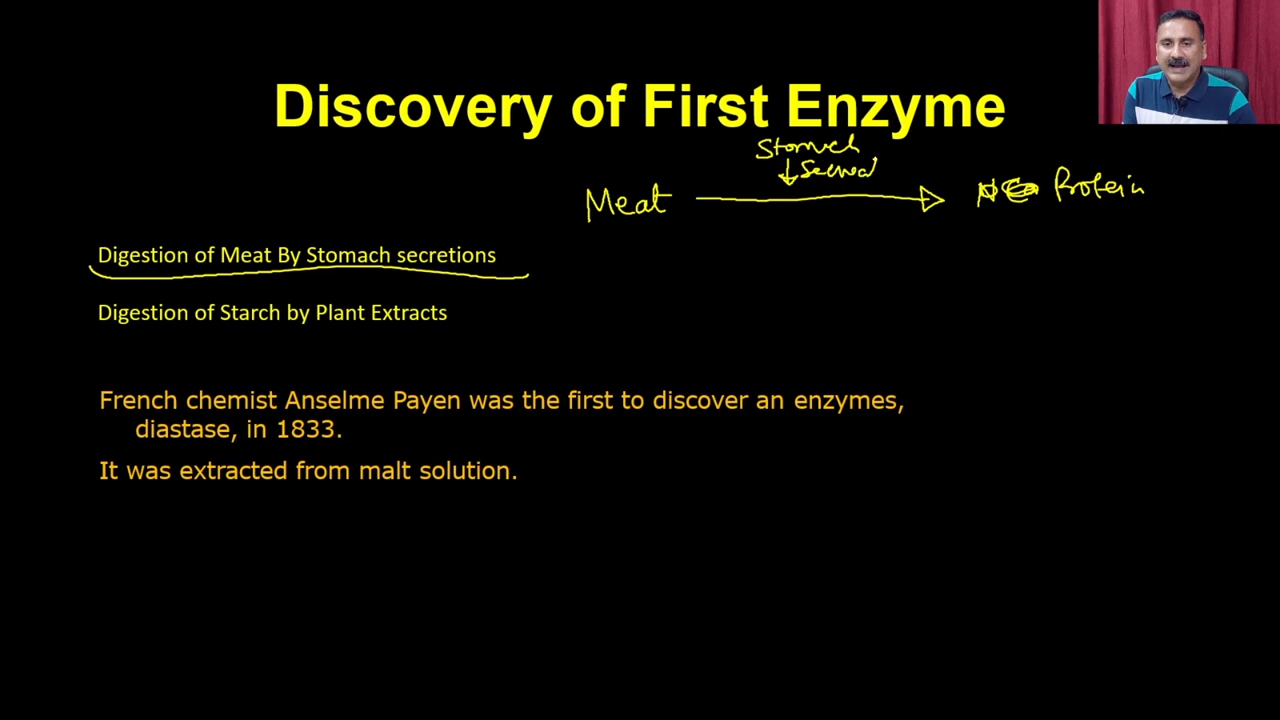 Discovery of First Enzyme
Stomach
Meat
Protein
Digestion of Meat By Stomach secretions
Digestion of Starch by Plant Extracts
French chemist Anselme Payen was the first to discover an enzymes,
diastase, in 1833.
It was extracted from malt solution.